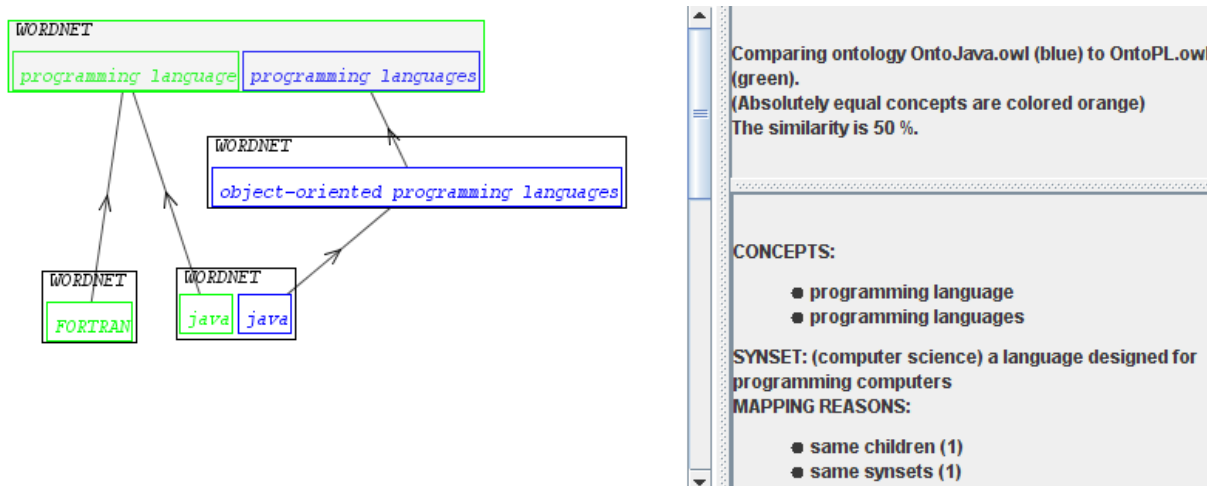 WORDNET
programming language programming languages
WORDNET
object-oriented programming languages
WORDNET
FORTRAN
WORDNET
java java
Comparing ontology OntoJava.owl (blue) to OntoPL.owl
(green).
(Absolutely equal concepts are colored orange)
The similarity is 50 %.
CONCEPTS:
programming language
programming languages
SYNSET: (computer science) a language designed for
programming computers
MAPPING REASONS:
same children (1)
same synsets (1)